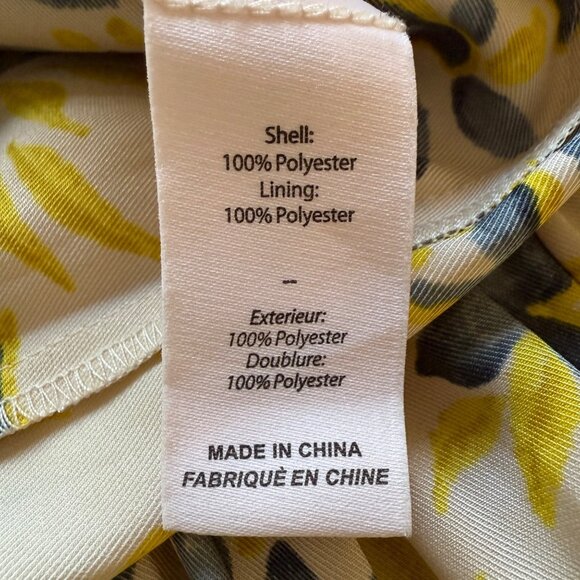 Shell:
100% Polyester
Lining:
100% Polyester
–
Exterieur:
100% Polyester
Doublure:
100% Polyester
MADE IN CHINA
FABRIQUÈ EN CHINE